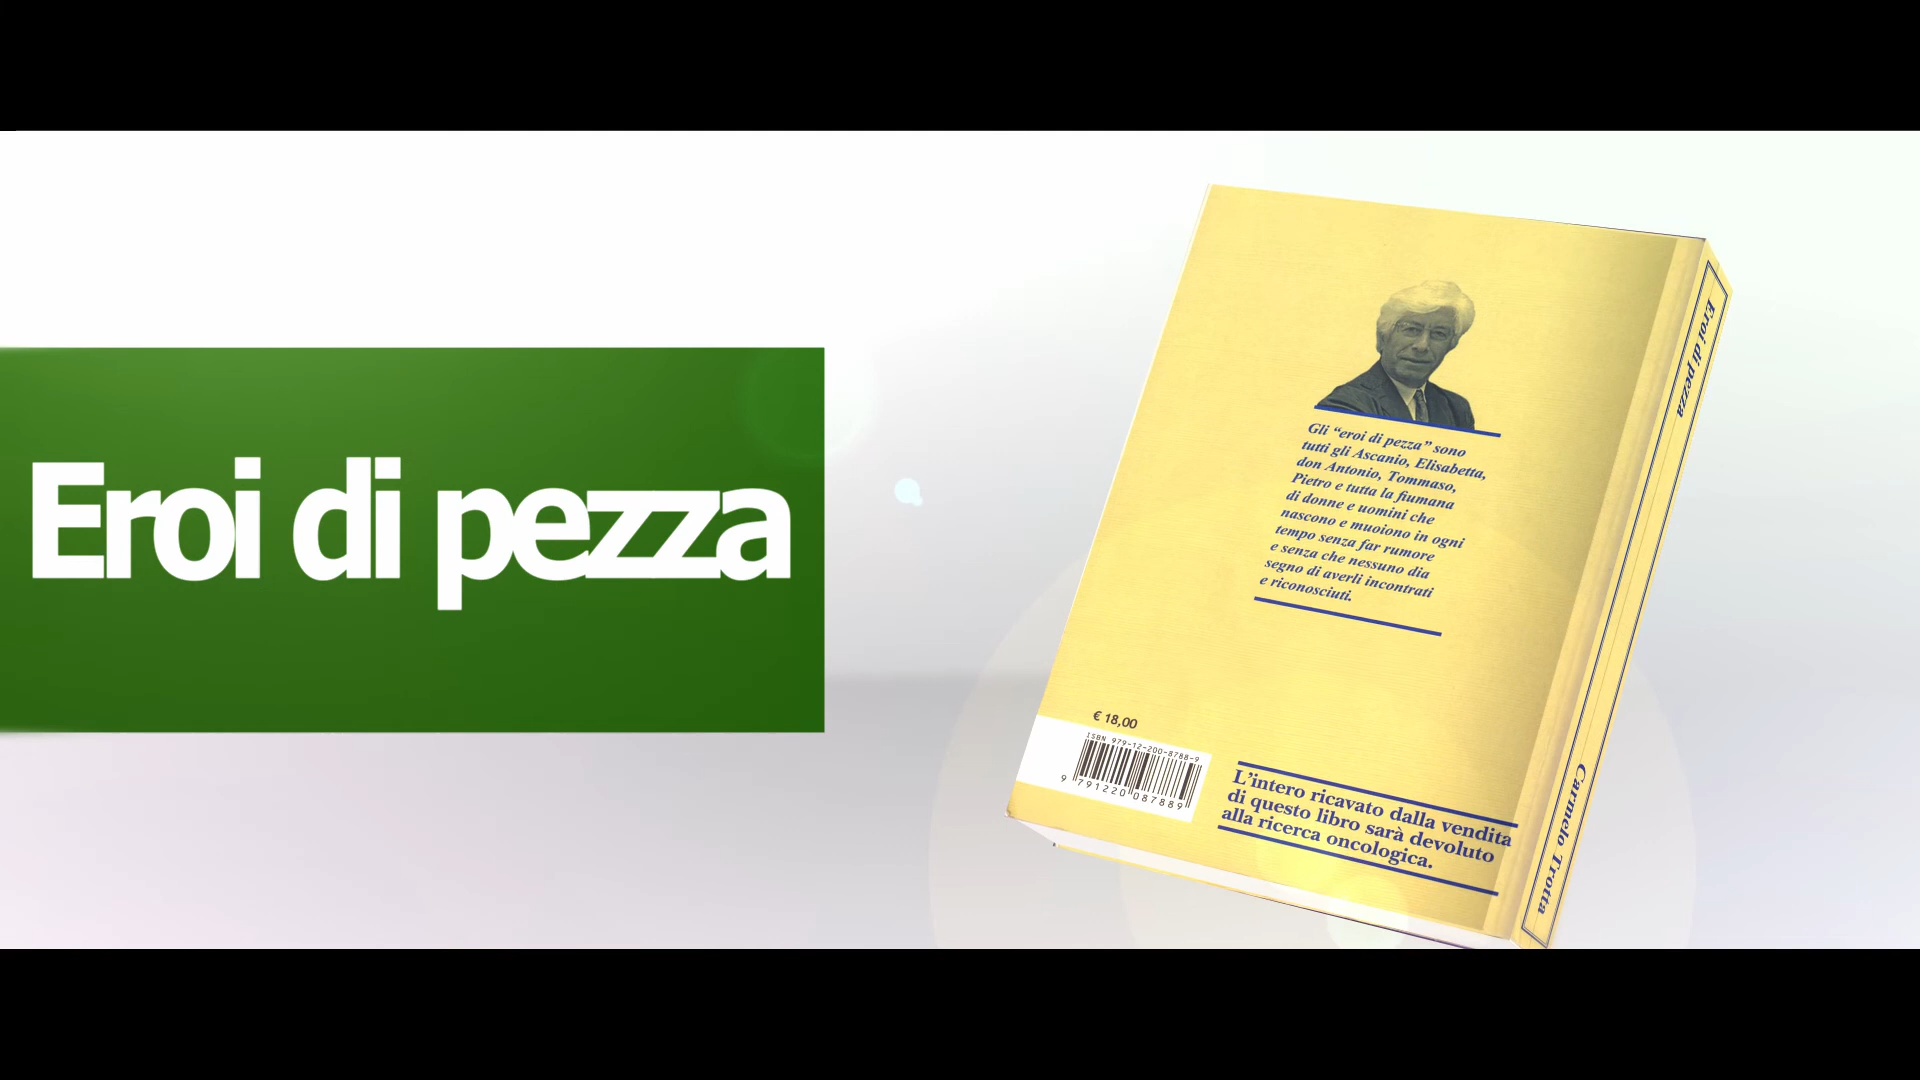 Eroi di pezza
Gli “eroi di pezza” sono
tutti gli Ascanio, Elisabetta,
don Antonio, Tommaso,
Pietro e tutta la fiumana
di donne e uomini che
nascono e muoiono in ogni
tempo senza far rumore
e senza che nessuno dia
segno di averli incontrati
e riconosciuti.
€ 18,00
ISBN 979-12-200-8788-9
9 791220 087889
L’intero ricavato dalla vendita
di questo libro sarà devoluto
alla ricerca oncologica.
Eroi di pezza
Carmelo Trotta